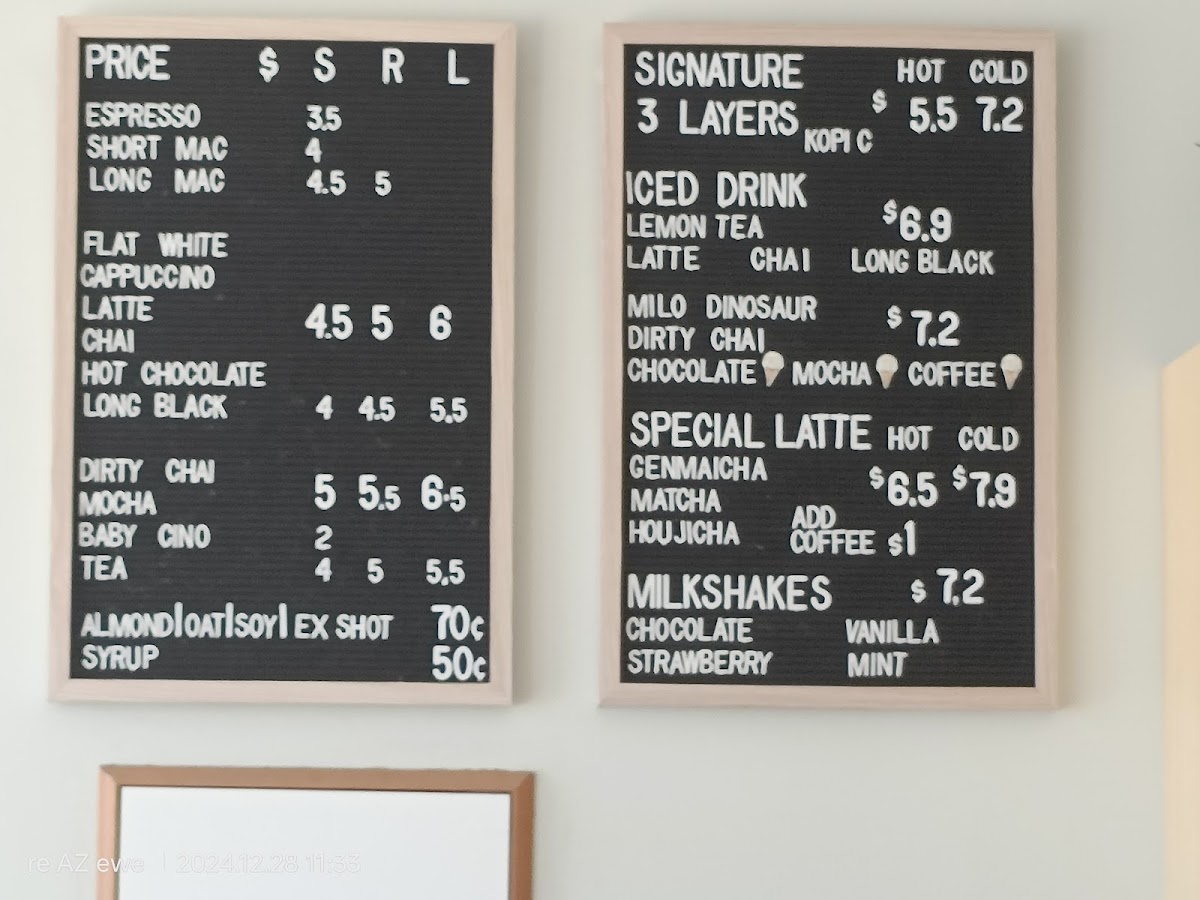 PRICE $ S R L
ESPRESSO 3.5
SHORT MAC 4
LONG MAC 4.5 5
FLAT WHITE
CAPPUCCINO
LATTE 4.5 5 6
CHAI
HOT CHOCOLATE
LONG BLACK 4 4.5 5.5
DIRTY CHAI
MOCHA 5 5.5 6.5
BABY CINO 2
TEA 4 5 5.5
ALMOND|OAT|SOY| EX SHOT 70¢
SYRUP 50¢
SIGNATURE HOT COLD
3 LAYERS KOPI C $ 5.5 7.2
ICED DRINK
LEMON TEA $6.9
LATTE CHAI LONG BLACK
MILO DINOSAUR $7.2
DIRTY CHAI
CHOCOLATE🍦 MOCHA🍦 COFFEE🍦
SPECIAL LATTE HOT COLD
GENMAICHA $6.5 $7.9
MATCHA
HOUJICHA ADD COFFEE $1
MILKSHAKES $ 7.2
CHOCOLATE VANILLA
STRAWBERRY MINT
re AZ ewe | 2024.12.28 11:33